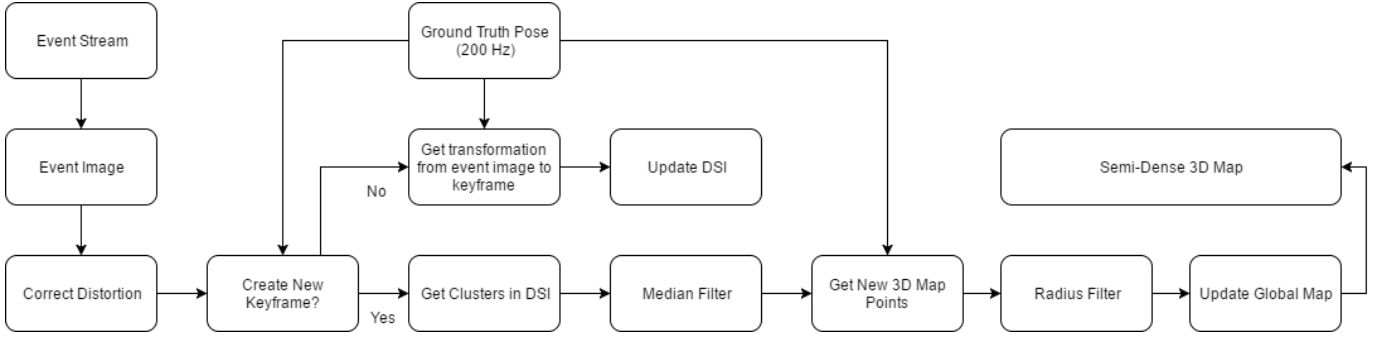 Event Stream
Ground Truth Pose
(200 Hz)
Event Image
Get transformation
from event image to
keyframe
Update DSI
Semi-Dense 3D Map
No
Correct Distortion
Create New
Keyframe?
Yes
Get Clusters in DSI
Median Filter
Get New 3D Map
Points
Radius Filter
Update Global Map